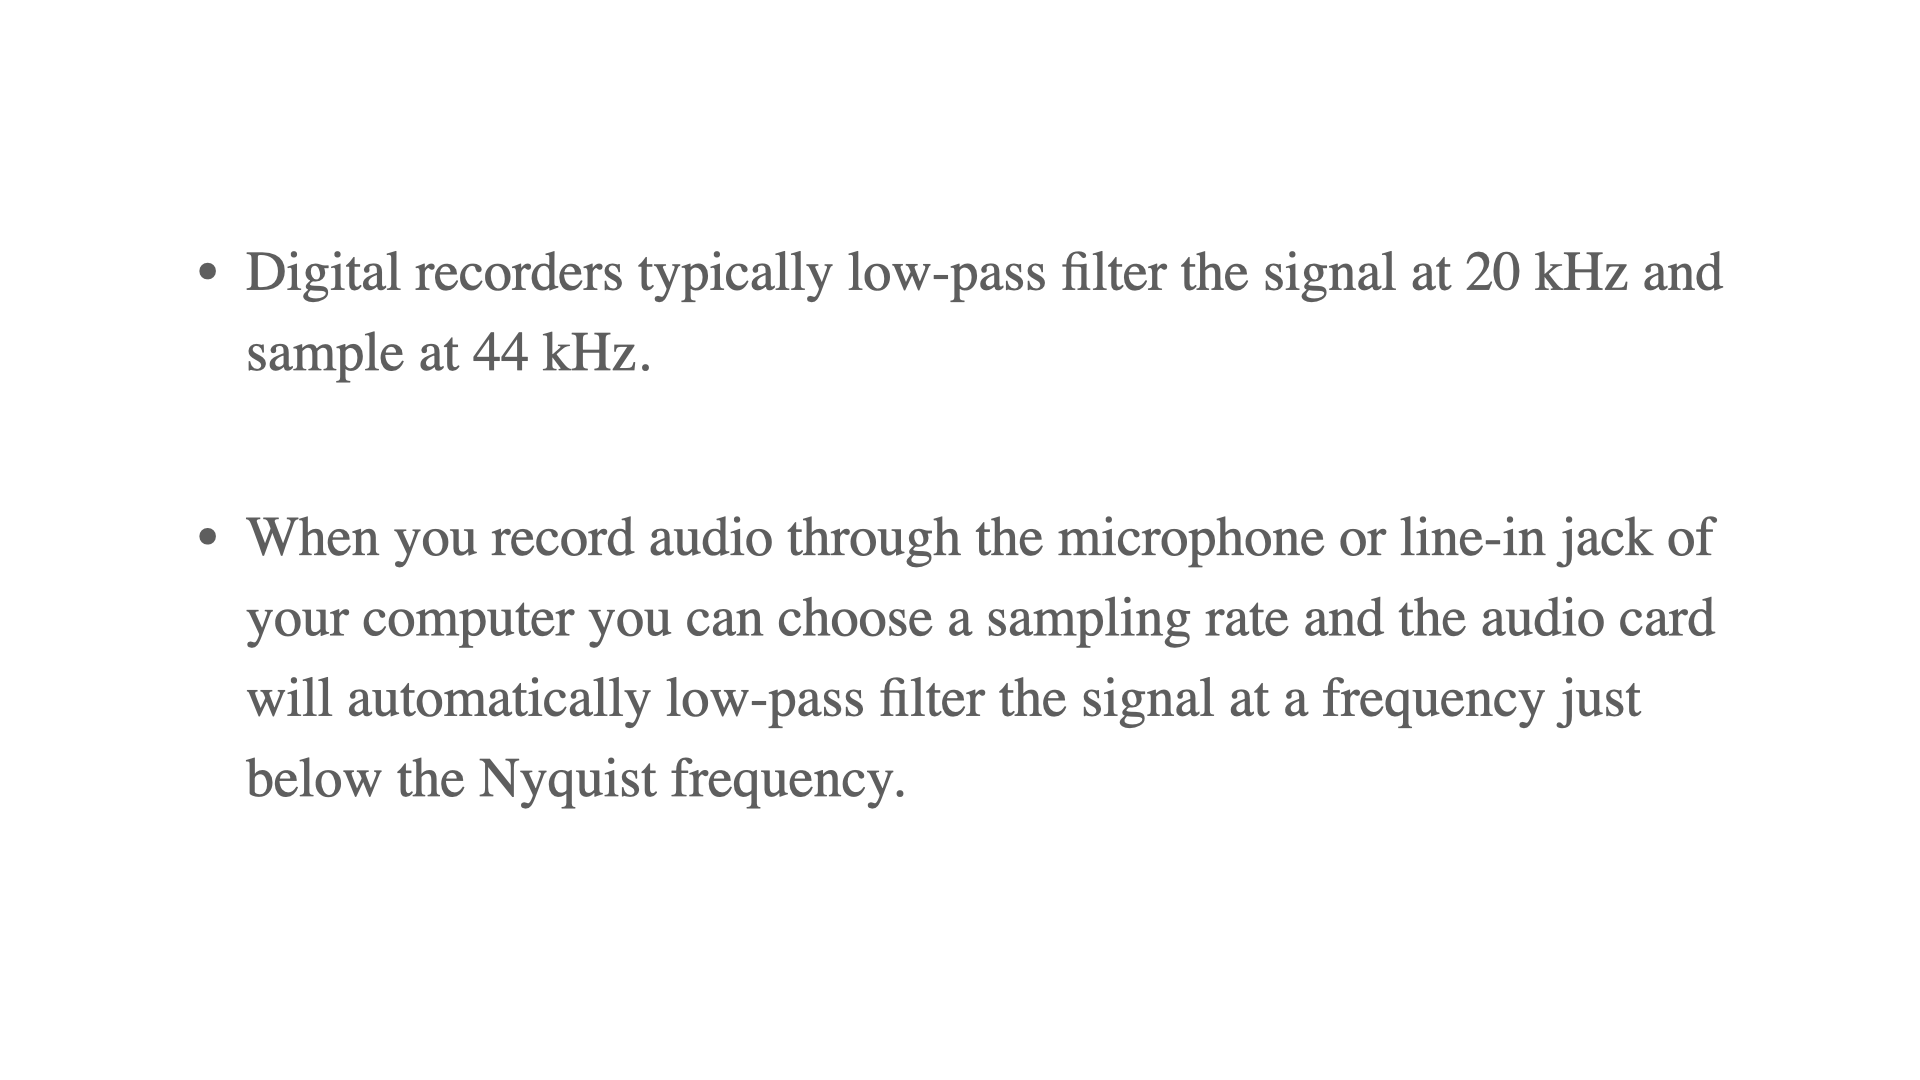 • Digital recorders typically low-pass filter the signal at 20 kHz and
sample at 44 kHz.
• When you record audio through the microphone or line-in jack of
your computer you can choose a sampling rate and the audio card
will automatically low-pass filter the signal at a frequency just
below the Nyquist frequency.